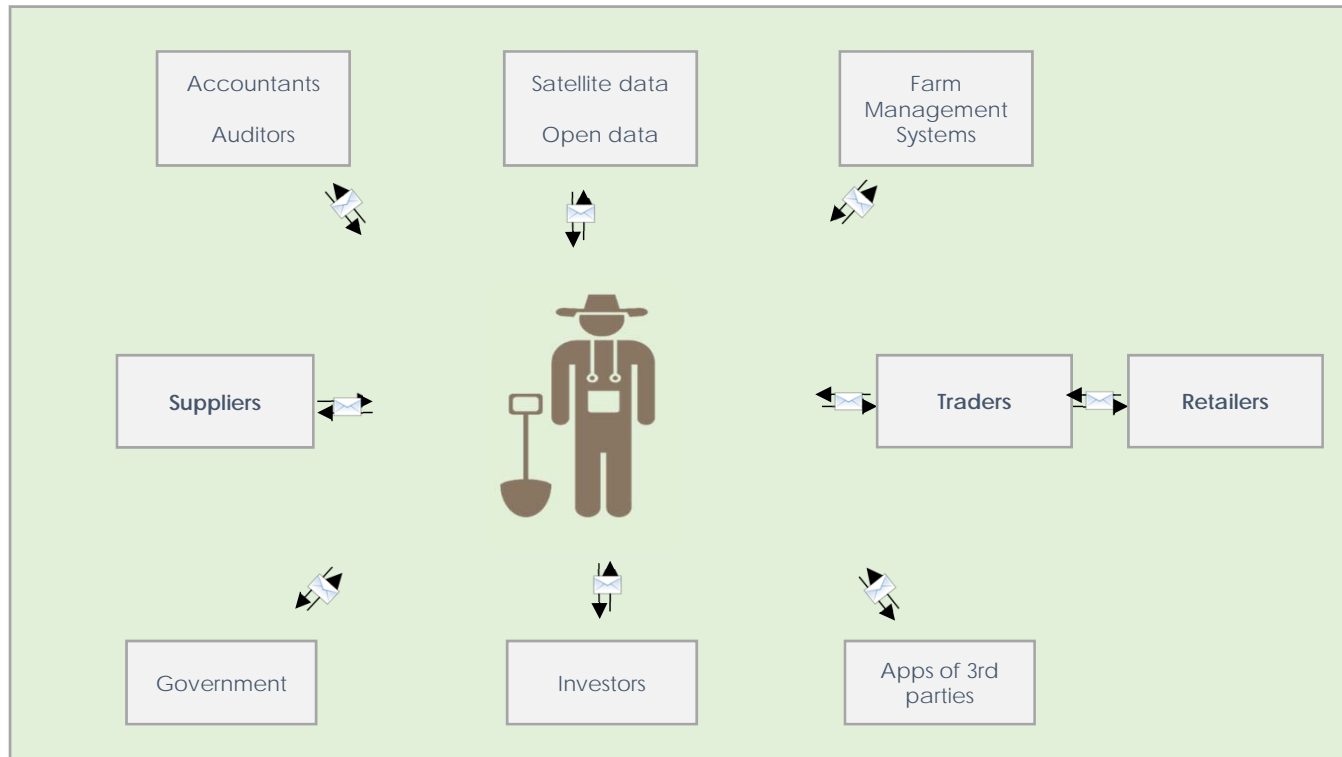 Accountants
Auditors
Satellite data
Open data
Farm
Management
Systems
Suppliers
Traders
Retailers
Government
Investors
Apps of 3rd
parties